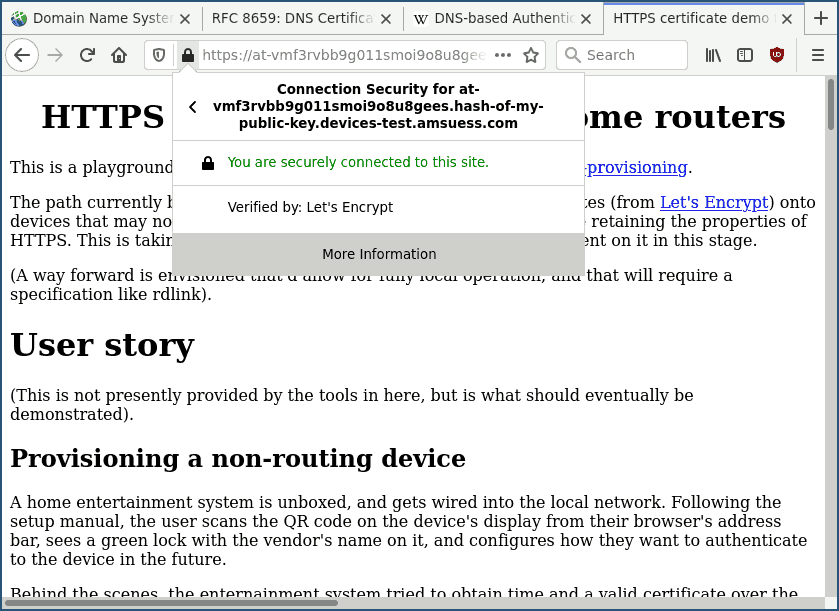 Domain Name System
RFC 8659: DNS Certifica
DNS-based Authentic
HTTPS certificate demo
https://at-vmf3rvbb9g011smoi9o8u8gee
Search
Connection Security for at-
vmf3rvbb9g011smoi9o8u8gees.hash-of-my-
public-key.devices-test.amsuess.com
You are securely connected to this site.
Verified by: Let's Encrypt
More Information
HTTPS ome routers
This is a playground -provisioning.
The path currently b tes (from Let's Encrypt) onto
devices that may no retaining the properties of
HTTPS. This is takin ent on it in this stage.
(A way forward is envisioned that'd allow for fully local operation, and that will require a
specification like rdlink).
User story
(This is not presently provided by the tools in here, but is what should eventually be
demonstrated).
Provisioning a non-routing device
A home entertainment system is unboxed, and gets wired into the local network. Following the
setup manual, the user scans the QR code on the device's display from their browser's address
bar, sees a green lock with the vendor's name on it, and configures how they want to authenticate
to the device in the future.
Behind the scenes, the enternainment system tried to obtain time and a valid certificate over the